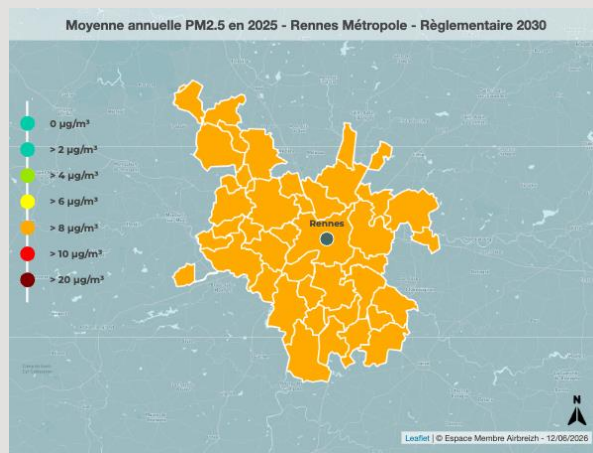 Moyenne annuelle PM2.5 en 2025 - Rennes Métropole - Règlementaire 2030
0 µg/m³
> 2 µg/m³
> 4 µg/m³
> 6 µg/m³
> 8 µg/m³
> 10 µg/m³
> 20 µg/m³
Rennes
N
Leaflet | © Espace Membre Airbreizh - 12/06/2026